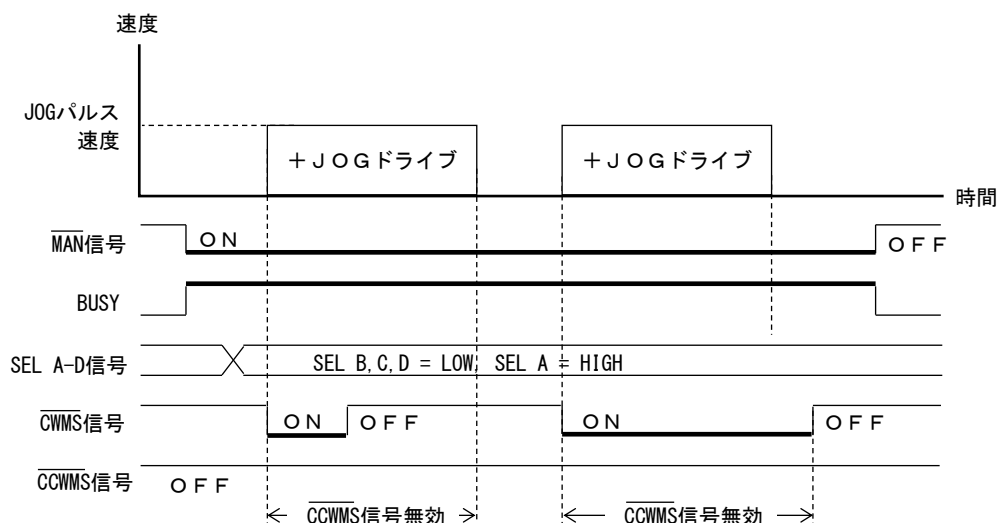 速度
JOGパルス
速度
+JOGドライブ
+JOGドライブ
時間
MAN信号
ON
OFF
BUSY
SEL A-D信号
SEL B,C,D = LOW, SEL A = HIGH
CWMS信号
ON
OFF
ON
OFF
CCWMS信号
OFF
CCWMS信号無効
CCWMS信号無効